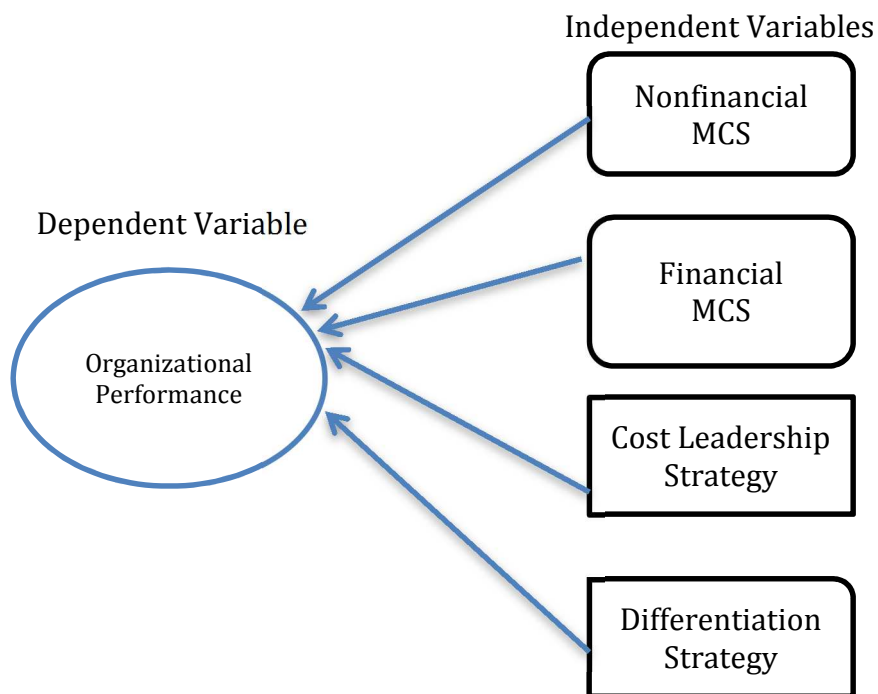 Independent Variables
Nonfinancial
MCS
Dependent Variable
Financial
MCS
Organizational
Performance
Cost Leadership
Strategy
Differentiation
Strategy